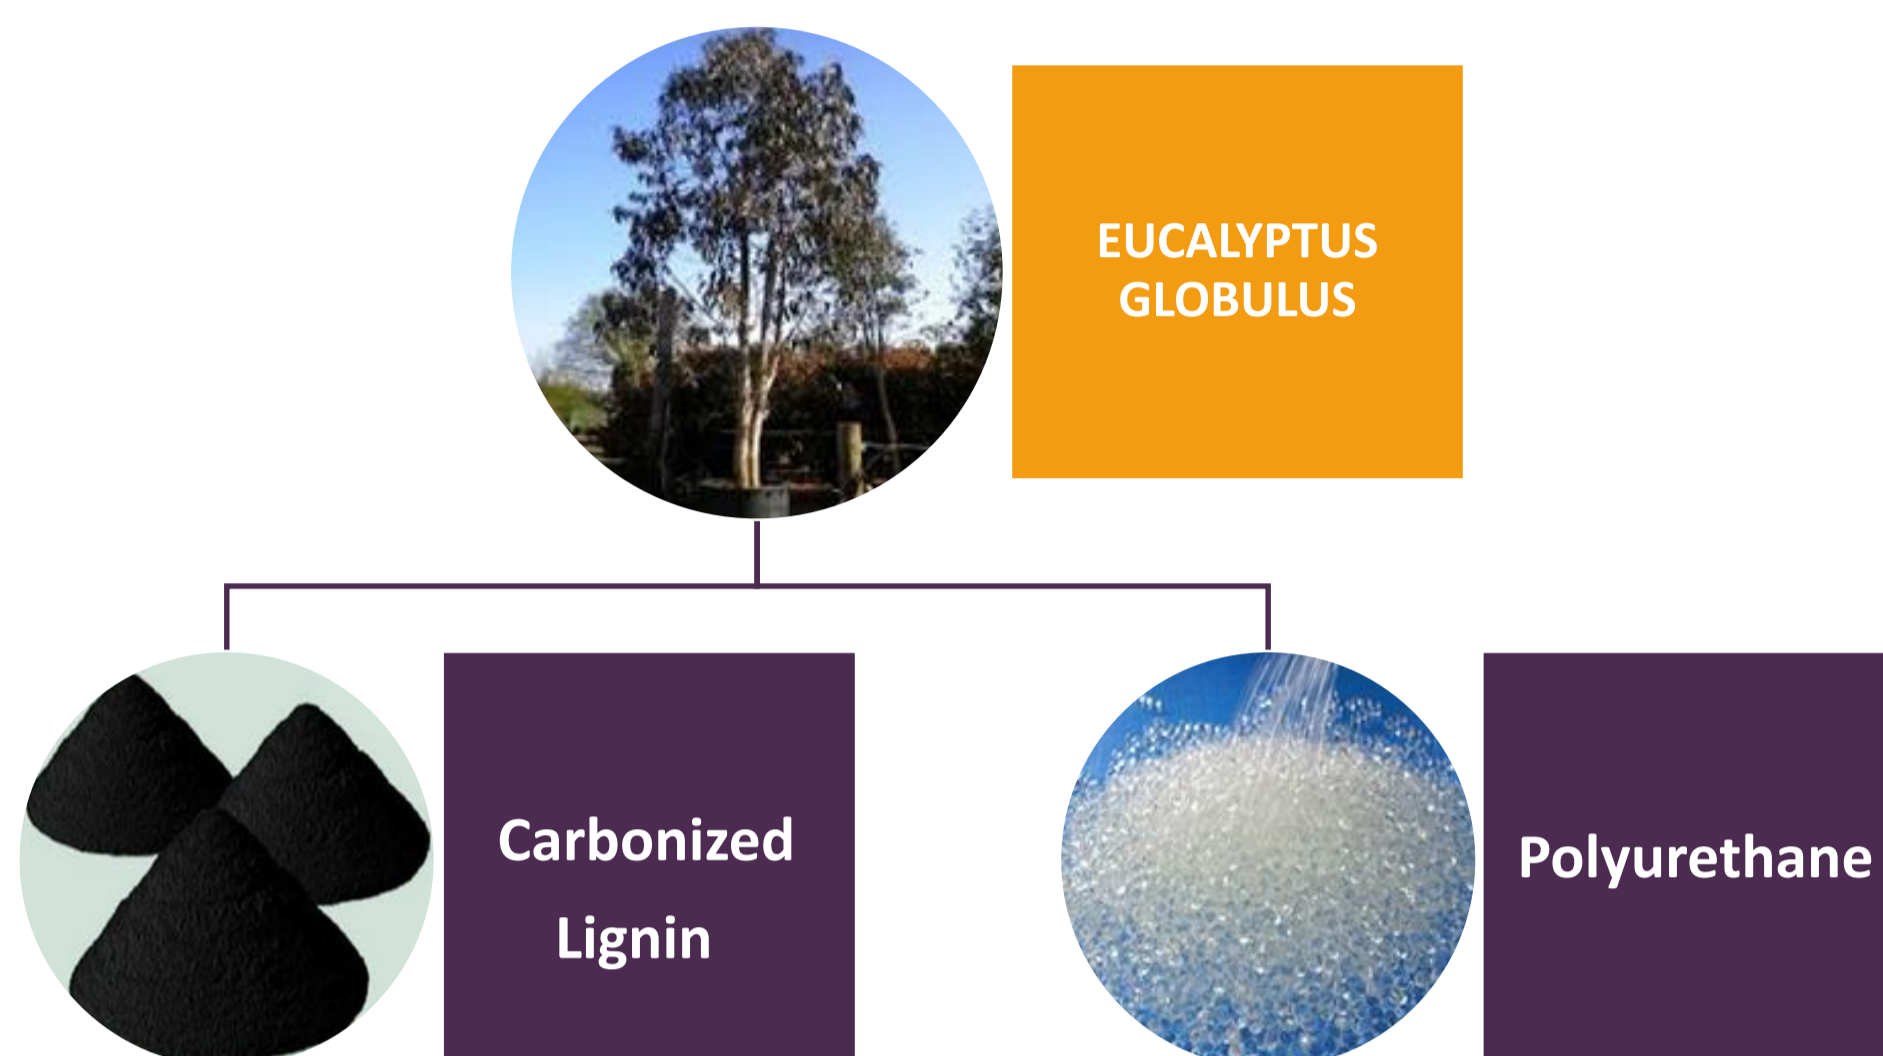 EUCALYPTUS
GLOBULUS
Carbonized
Lignin
Polyurethane